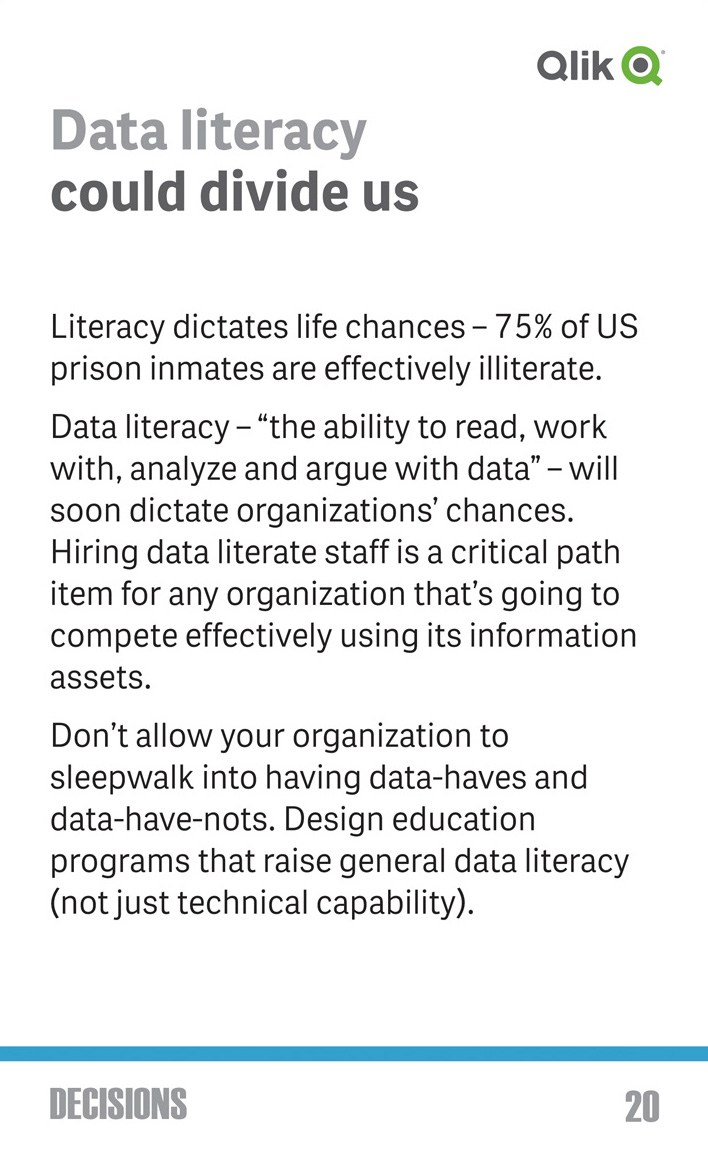 Qlik
Data literacy
could divide us
Literacy dictates life chances – 75% of US
prison inmates are effectively illiterate.
Data literacy – “the ability to read, work
with, analyze and argue with data” – will
soon dictate organizations’ chances.
Hiring data literate staff is a critical path
item for any organization that’s going to
compete effectively using its information
assets.
Don’t allow your organization to
sleepwalk into having data-haves and
data-have-nots. Design education
programs that raise general data literacy
(not just technical capability).
DECISIONS
20